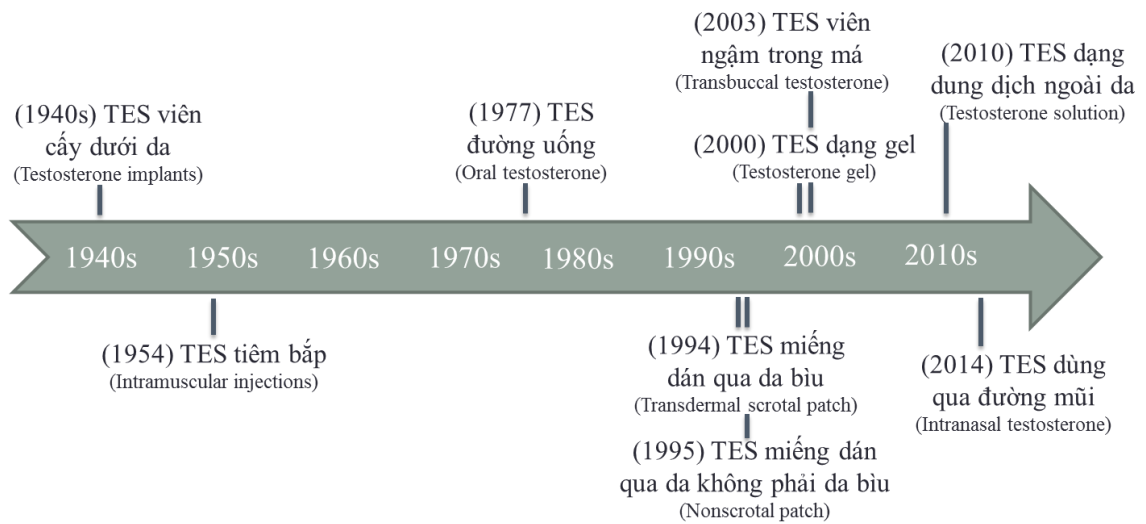 (2003) TES viên
ngậm trong má
(Transbuccal testosterone)
(2010) TES dạng
dung dịch ngoài da
(Testosterone solution)
(1940s) TES viên
cấy dưới da
(Testosterone implants)
(1977) TES
đường uống
(Oral testosterone)
(2000) TES dạng gel
(Testosterone gel)
1940s 1950s 1960s 1970s 1980s 1990s 2000s 2010s
(1954) TES tiêm bắp
(Intramuscular injections)
(1994) TES miếng
dán qua da bìu
(Transdermal scrotal patch)
(1995) TES miếng dán
qua da không phải da bìu
(Nonscrotal patch)
(2014) TES dùng
qua đường mũi
(Intranasal testosterone)